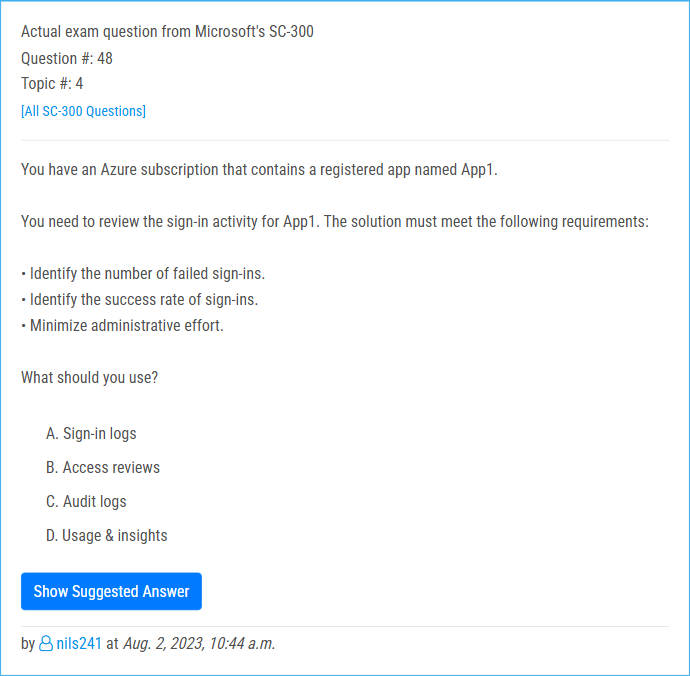 Actual exam question from Microsoft's SC-300
Question #: 48
Topic #: 4
[All SC-300 Questions]
You have an Azure subscription that contains a registered app named App1.
You need to review the sign-in activity for App1. The solution must meet the following requirements:
• Identify the number of failed sign-ins.
• Identify the success rate of sign-ins.
• Minimize administrative effort.
What should you use?
A. Sign-in logs
B. Access reviews
C. Audit logs
D. Usage & insights
Show Suggested Answer
by nils241 at Aug. 2, 2023, 10:44 a.m.